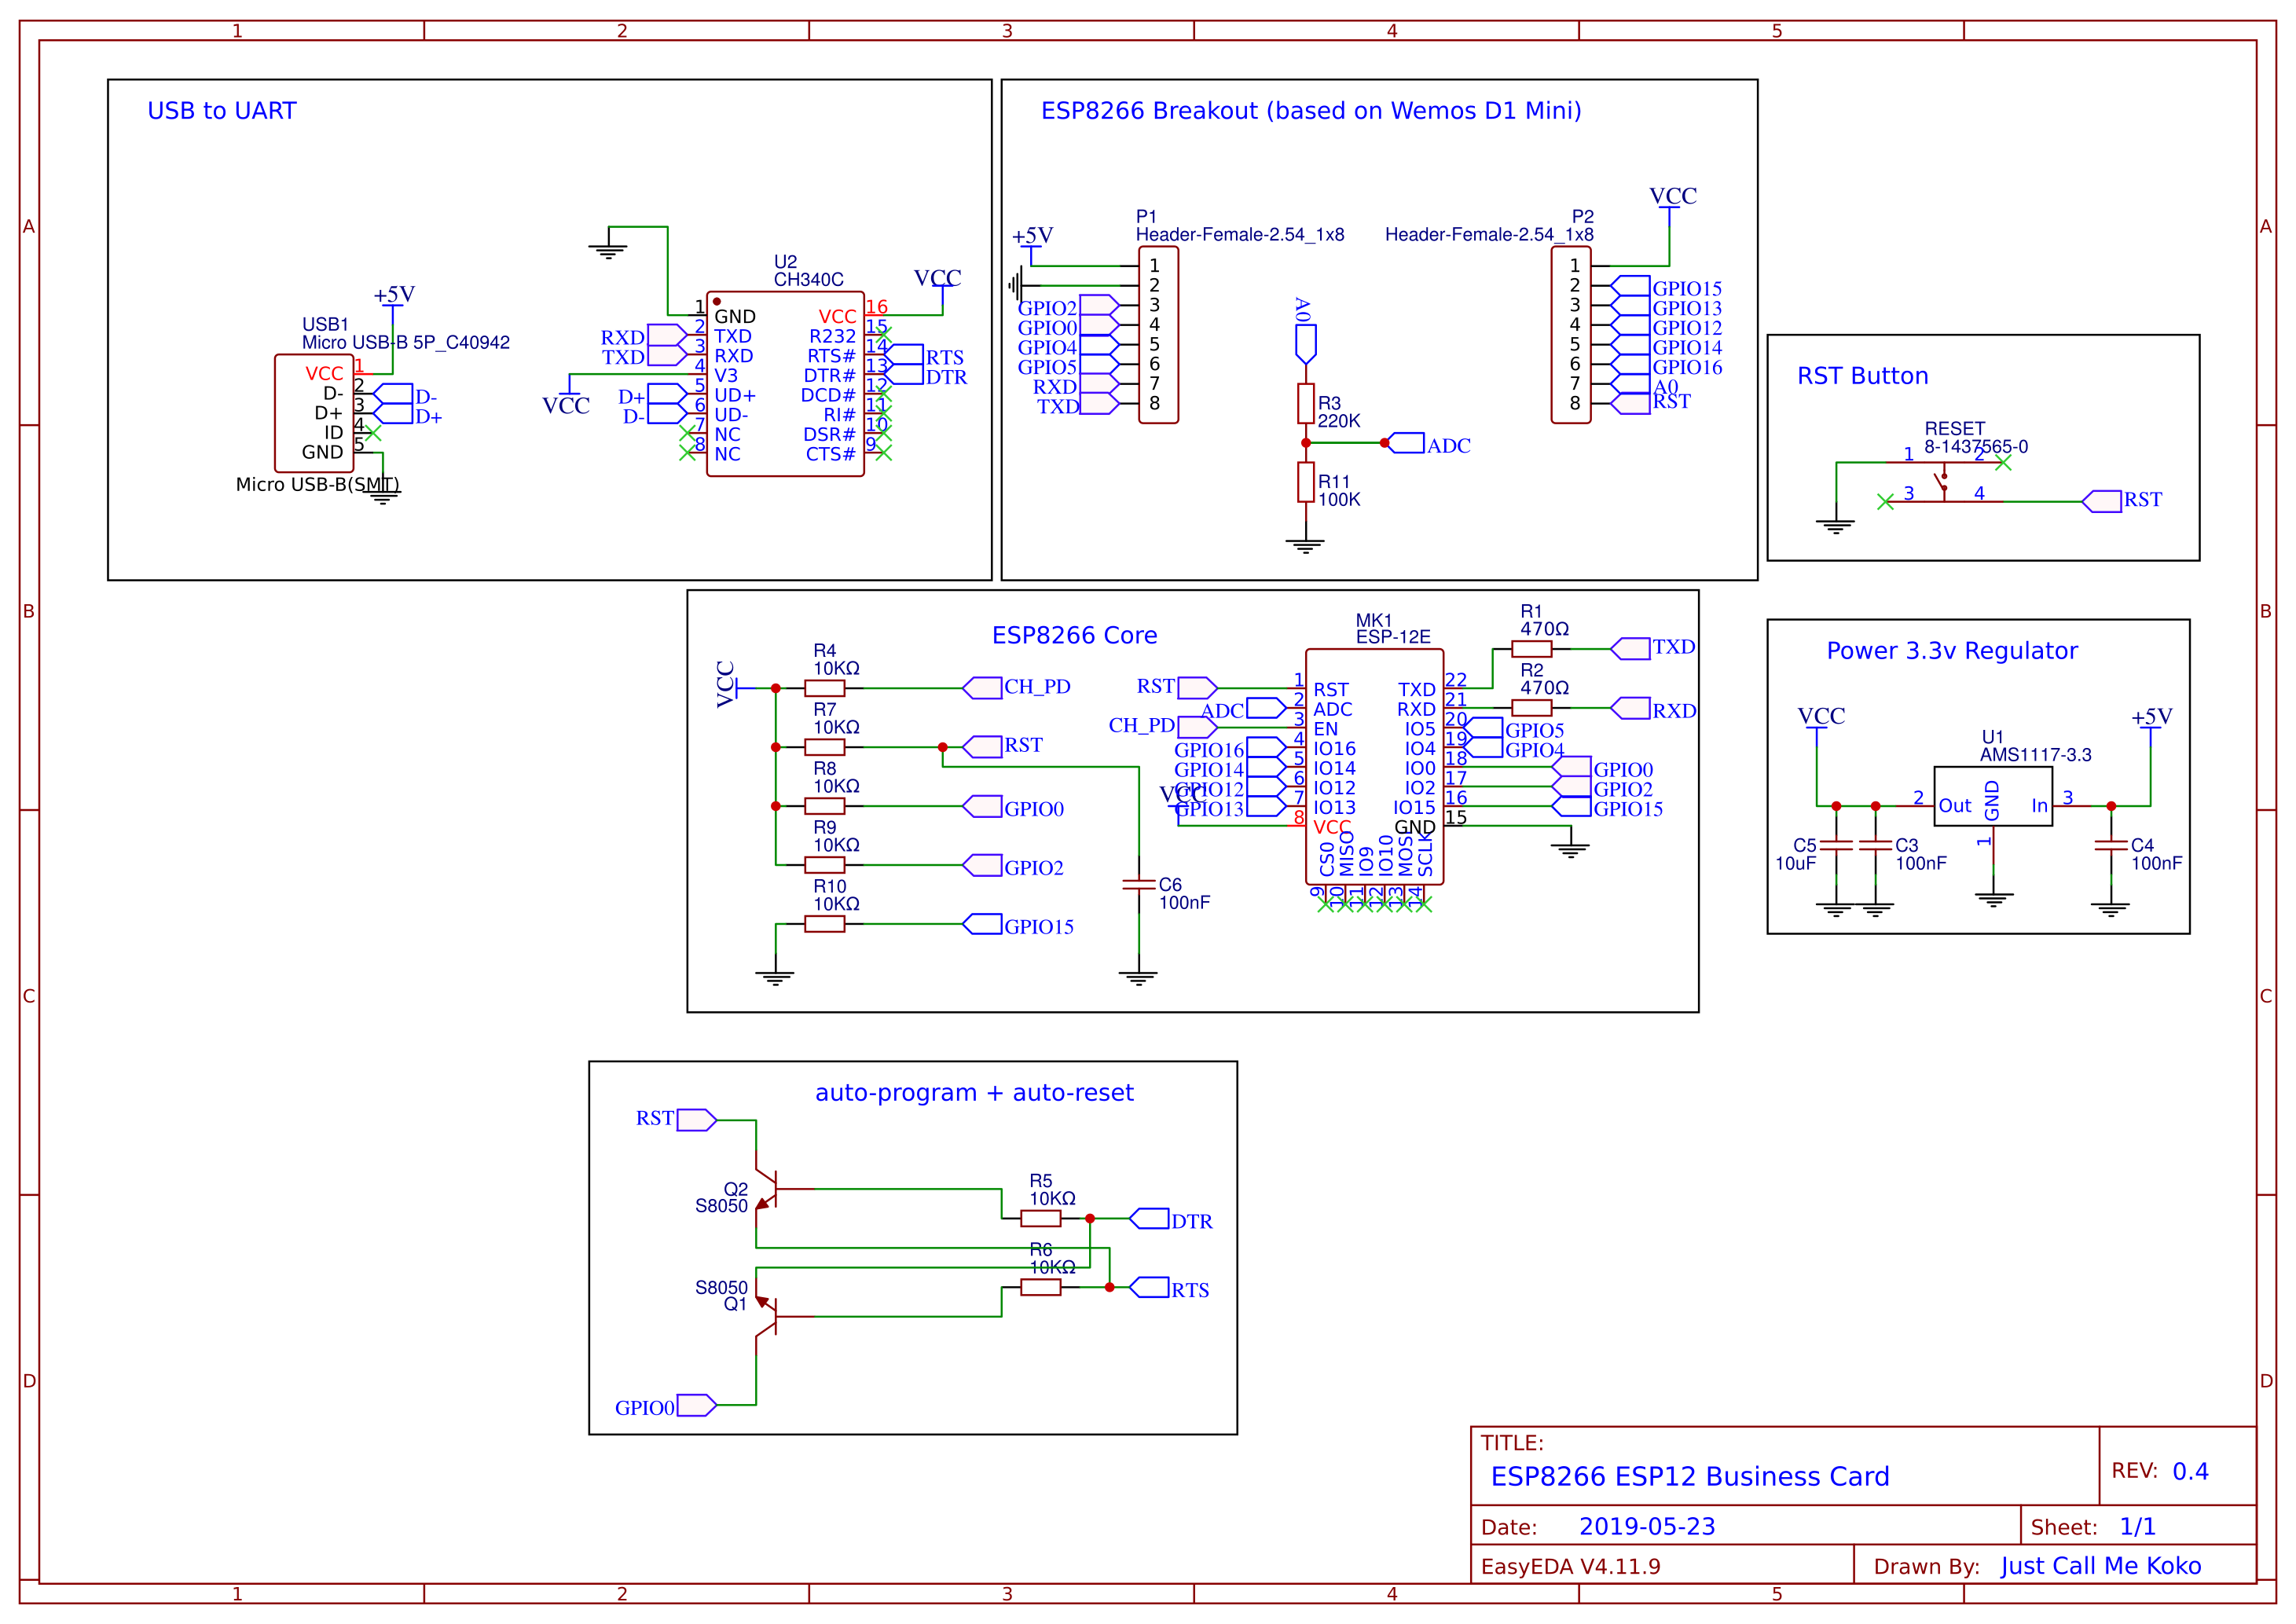 1 2 3 4 5
A
B
C
D
A
B
C
D
USB to UART
+5V
USB1
Micro USB-B 5P_C40942
VCC 1
D- 2 D-
D+ 3 D+
ID 4
GND 5
Micro USB-B(SMT)
U2
CH340C
VCC
1 GND VCC 16
RXD 2 TXD R232 15
TXD 3 RXD RTS# 14 RTS
4 V3 DTR# 13 DTR
VCC
D+ 5 UD+ DCD# 12
D- 6 UD- RI# 11
7 NC DSR# 10
8 NC CTS# 9
ESP8266 Breakout (based on Wemos D1 Mini)
+5V
P1
Header-Female-2.54_1x8
1
2
GPIO2 3
GPIO0 4
GPIO4 5
GPIO5 6
RXD 7
TXD 8
A0
R3
220K
ADC
R11
100K
VCC
P2
Header-Female-2.54_1x8
1
2 GPIO15
3 GPIO13
4 GPIO12
5 GPIO14
6 GPIO16
7 A0
8 RST
RST Button
RESET
8-1437565-0
1 2
3 4 RST
ESP8266 Core
VCC
R4
10KΩ
CH_PD
R7
10KΩ
RST
R8
10KΩ
GPIO0
R9
10KΩ
GPIO2
R10
10KΩ
GPIO15
C6
100nF
MK1
ESP-12E
R1
470Ω
TXD
R2
470Ω
RXD
RST 1 RST TXD 22
ADC 2 ADC RXD 21
CH_PD 3 EN IO5 20 GPIO5
GPIO16 4 IO16 IO4 19 GPIO4
GPIO14 5 IO14 IO0 18 GPIO0
GPIO12 6 IO12 IO2 17 GPIO2
GPIO13 7 IO13 IO15 16 GPIO15
VCC 8 VCC GND 15
CS0 MISO IO9 IO10 MOSI SCLK
9 10 11 12 13 14
Power 3.3v Regulator
VCC
+5V
U1
AMS1117-3.3
2 Out GND In 3
1
C5
10uF
C3
100nF
C4
100nF
auto-program + auto-reset
RST
Q2
S8050
R5
10KΩ
DTR
R6
10KΩ
RTS
S8050
Q1
GPIO0
TITLE:
ESP8266 ESP12 Business Card
REV: 0.4
Date: 2019-05-23
Sheet: 1/1
EasyEDA V4.11.9
Drawn By: Just Call Me Koko
1 2 3 4 5